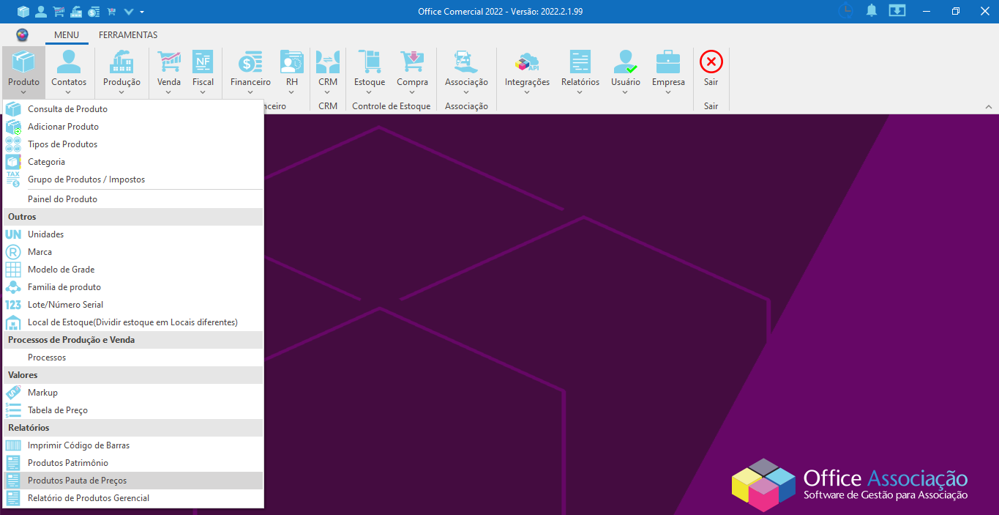 Office Comercial 2022 - Versão: 2022.2.1.99
MENU FERRAMENTAS
NF
API
Produto Contatos Produção Venda Fiscal Financeiro RH CRM Estoque Compra Associação Integrações Relatórios Usuário Empresa Sair
nceiro CRM Controle de Estoque Associação Sair
Consulta de Produto
Adicionar Produto
Tipos de Produtos
Categoria
TAX
Grupo de Produtos / Impostos
Painel do Produto
Outros
UN Unidades
R Marca
Modelo de Grade
Familia de produto
123 Lote/Número Serial
Local de Estoque(Dividir estoque em Locais diferentes)
Processos de Produção e Venda
Processos
Valores
Markup
Tabela de Preço
Relatórios
Imprimir Código de Barras
Produtos Patrimônio
Produtos Pauta de Preços
Relatório de Produtos Gerencial
Office Associação
Software de Gestão para Associação